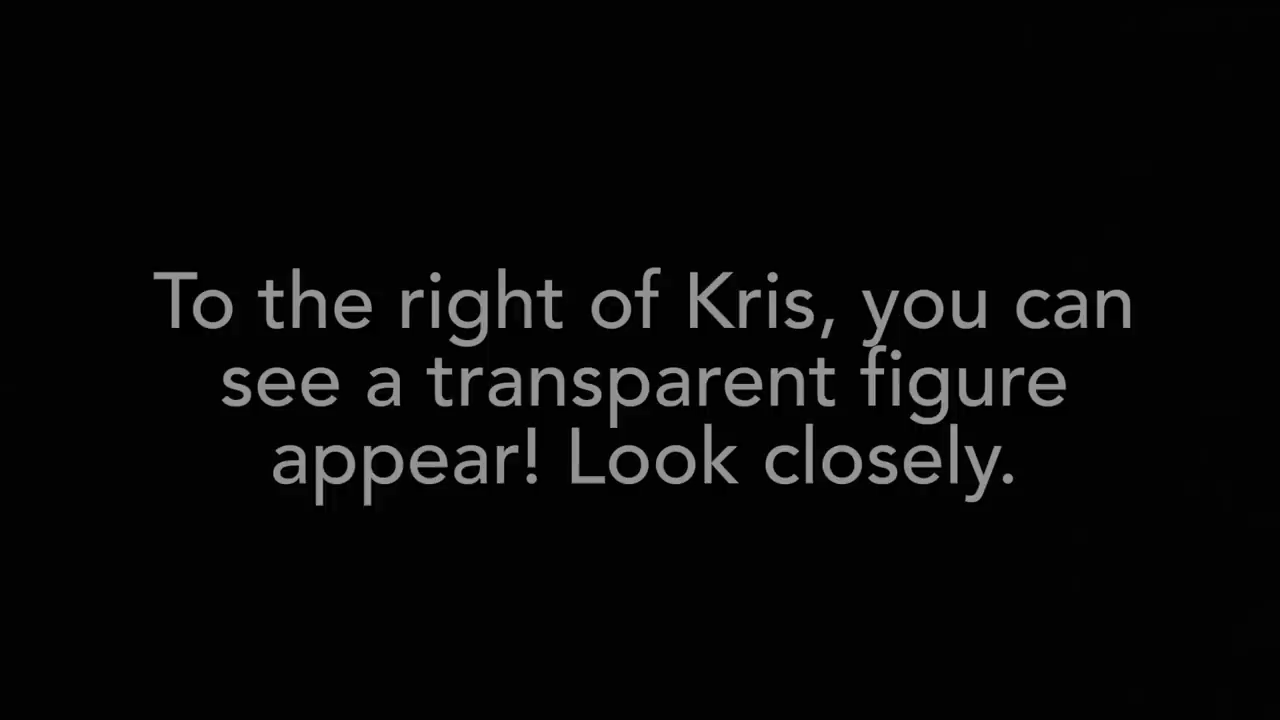 To the right of Kris, you can
see a transparent figure
appear! Look closely.